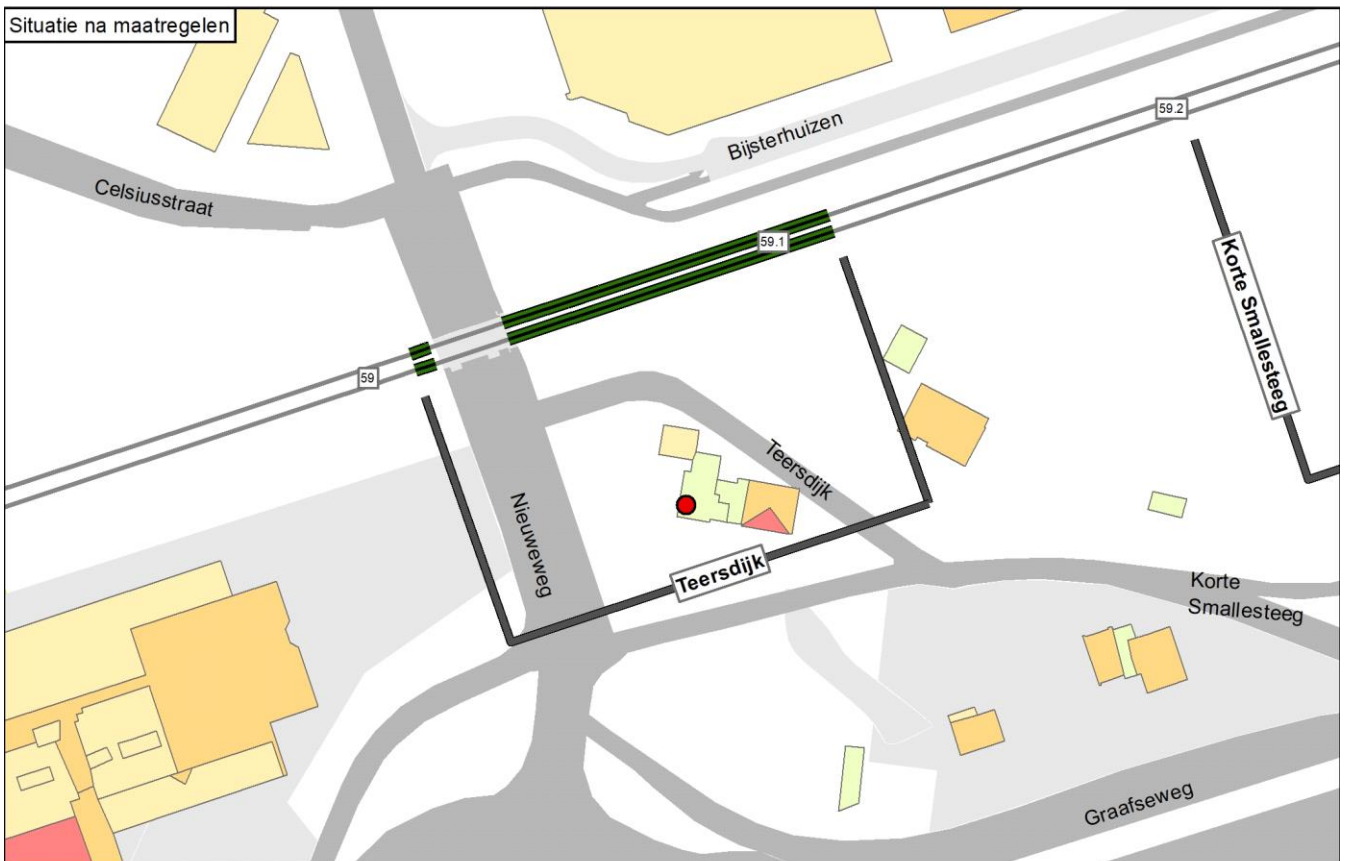 Situatie na maatregelen
59.2
Bijsterhuizen
Celsiusstraat
59.1
Korte Smallesteeg
59
Teersdijk
Nieuweweg
Teersdijk
Korte
Smallesteeg
Graafseweg